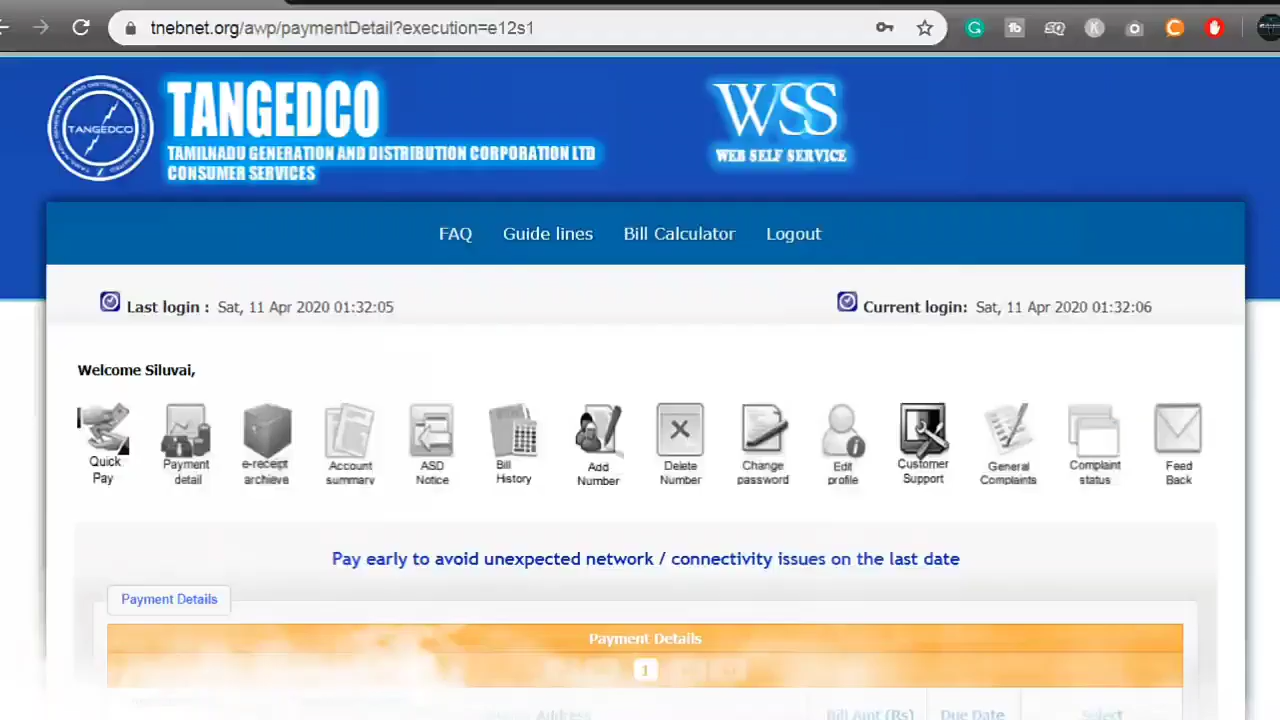 tnebnet.org/awp/paymentDetail?execution=e12s1
TANGEDCO
TANGEDCO
TAMILNADU GENERATION AND DISTRIBUTION CORPORATION LTD
CONSUMER SERVICES
WSS
WEB SELF SERVICE
FAQ Guide lines Bill Calculator Logout
Last login : Sat, 11 Apr 2020 01:32:05
Current login: Sat, 11 Apr 2020 01:32:06
Welcome Siluvai,
Quick Pay
Payment detail
e-receipt archieve
Account summary
ASD Notice
Bill History
Add Number
Delete Number
Change password
Edit profile
Customer Support
General Complaints
Complaint status
Feed Back
Pay early to avoid unexpected network / connectivity issues on the last date
Payment Details
Payment Details
1
Address Bill Amt (Rs) Due Date Select